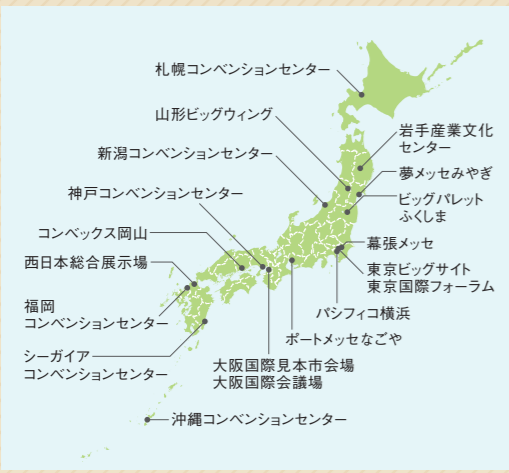 札幌コンベンションセンター
山形ビッグウィング
新潟コンベンションセンター
神戸コンベンションセンター
コンベックス岡山
西日本総合展示場
福岡
コンベンションセンター
シーガイア
コンベンションセンター
岩手産業文化
センター
夢メッセみやぎ
ビッグパレット
ふくしま
幕張メッセ
東京ビッグサイト
東京国際フォーラム
パシフィコ横浜
ポートメッセなごや
大阪国際見本市会場
大阪国際会議場
沖縄コンベンションセンター